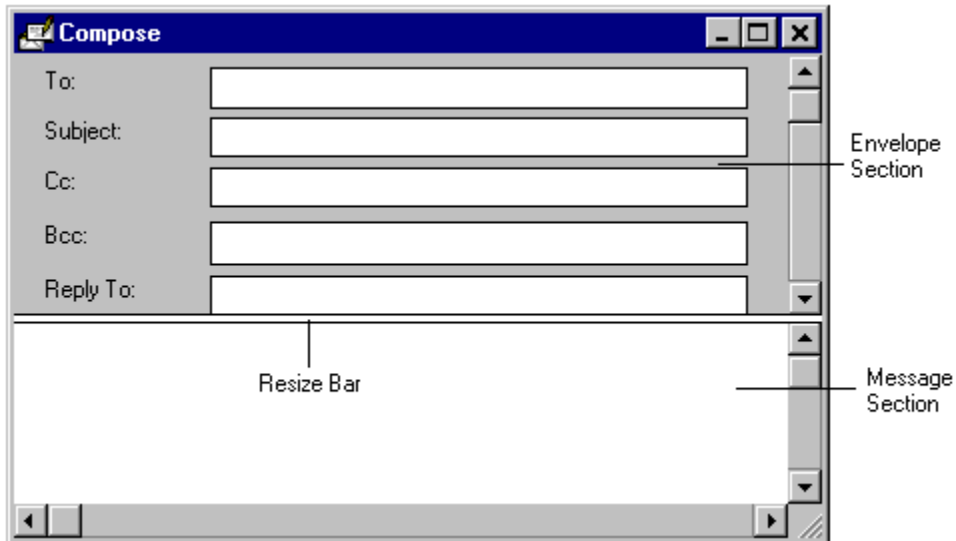 Compose
To:
Subject:
Cc:
Bcc:
Reply To:
Envelope
Section
Resize Bar
Message
Section